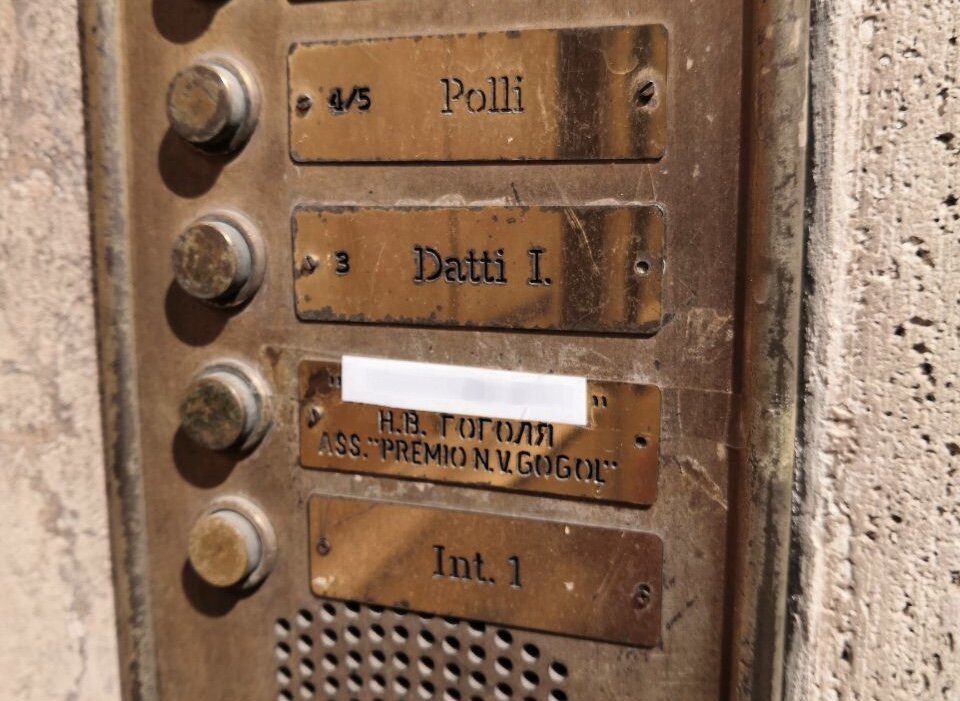 4/5 Polli
3 Datti I.
" "
Н.В. ГОГОЛЯ
ASS. "PREMIO N.V. GOGOL'"
Int. 1